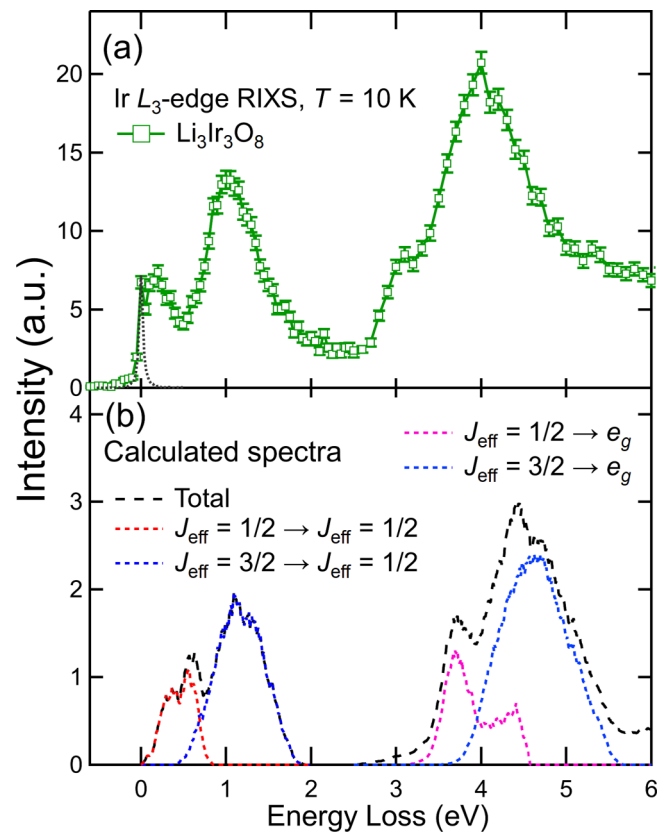 (a)
Ir L3-edge RIXS, T = 10 K
Li3Ir3O8
20
15
10
5
0
Intensity (a.u.)
(b)
Calculated spectra
Total
Jeff = 1/2 → Jeff = 1/2
Jeff = 3/2 → Jeff = 1/2
Jeff = 1/2 → eg
Jeff = 3/2 → eg
4
3
2
1
0
0 1 2 3 4 5 6
Energy Loss (eV)